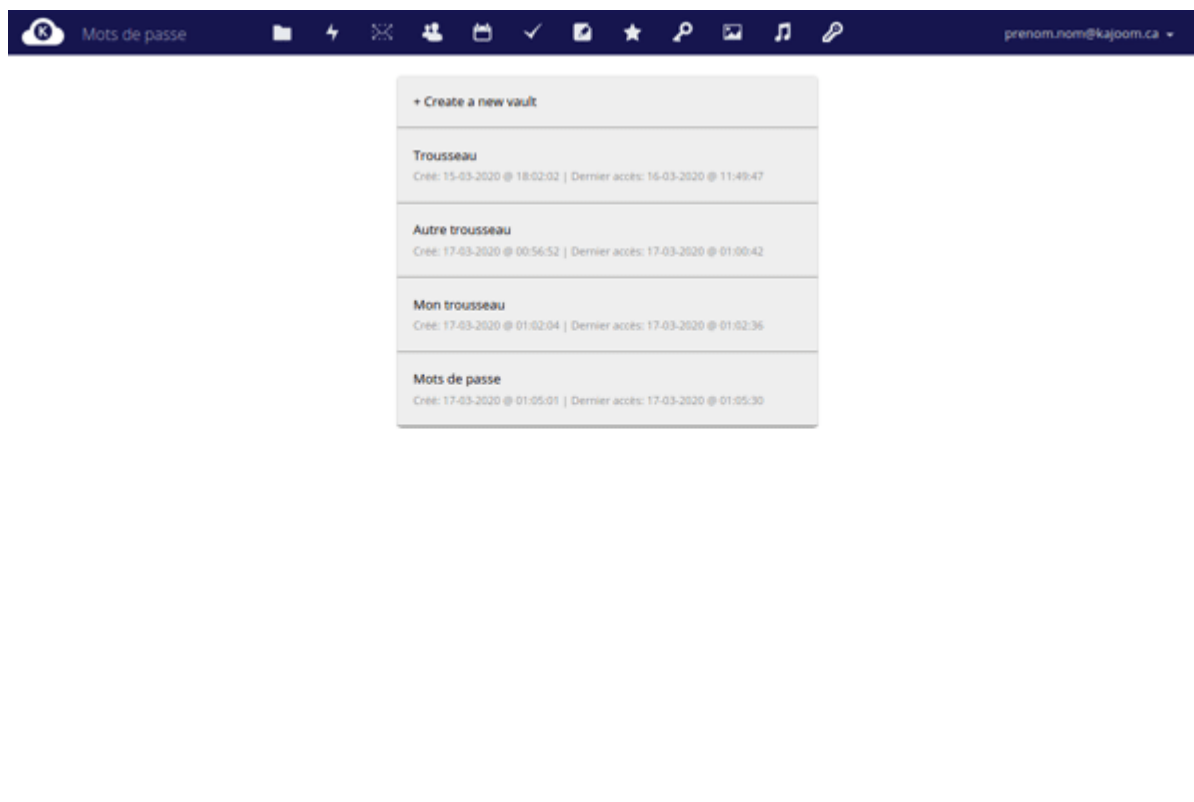 K
Mots de passe
prenom.nom@kajoom.ca
+ Create a new vault
Trousseau
Créé: 15-03-2020 @ 18:02:02 | Dernier accès: 16-03-2020 @ 11:49:47
Autre trousseau
Créé: 17-03-2020 @ 00:56:52 | Dernier accès: 17-03-2020 @ 01:00:42
Mon trousseau
Créé: 17-03-2020 @ 01:02:04 | Dernier accès: 17-03-2020 @ 01:02:36
Mots de passe
Créé: 17-03-2020 @ 01:05:01 | Dernier accès: 17-03-2020 @ 01:05:30